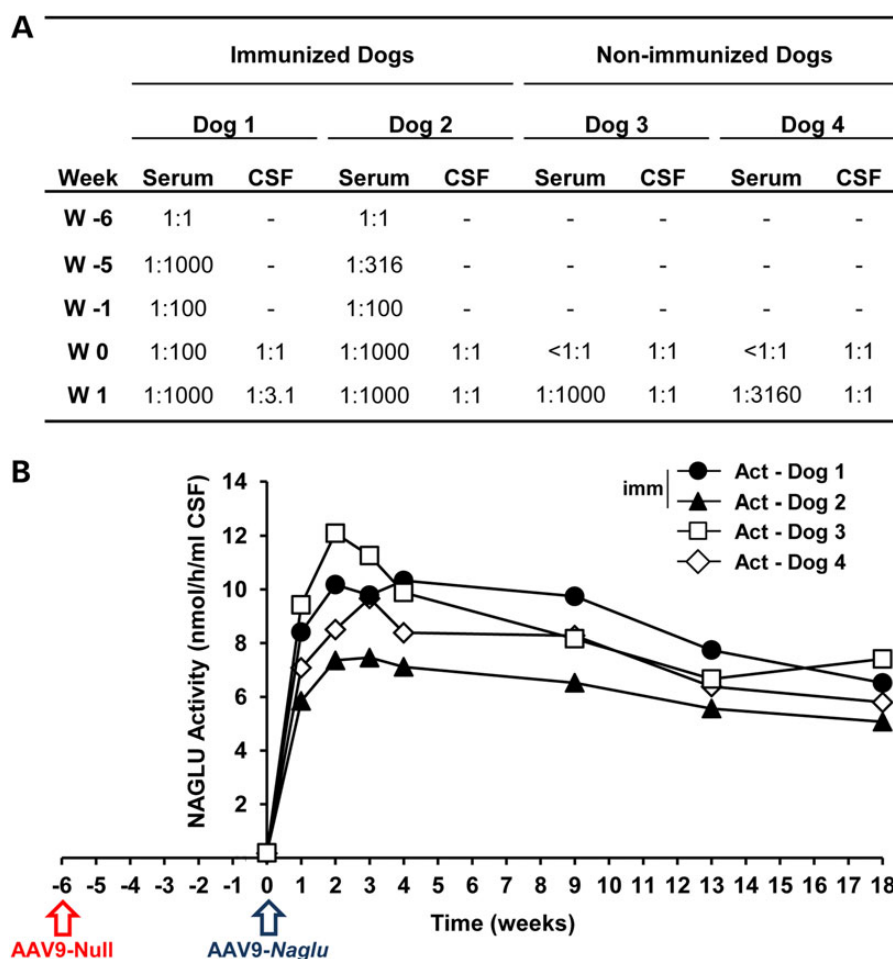 A
Immunized Dogs Non-immunized Dogs
Dog 1 Dog 2 Dog 3 Dog 4
Week Serum CSF Serum CSF Serum CSF Serum CSF
W -6 1:1 - 1:1 - - - - -
W -5 1:1000 - 1:316 - - - - -
W -1 1:100 - 1:100 - - - - -
W 0 1:100 1:1 1:1000 1:1 <1:1 1:1 <1:1 1:1
W 1 1:1000 1:3.1 1:1000 1:1 1:1000 1:1 1:3160 1:1
B
NAGLU Activity (nmol/h/ml CSF)
14
12
10
8
6
4
2
imm
Act - Dog 1
Act - Dog 2
Act - Dog 3
Act - Dog 4
-6 -5 -4 -3 -2 -1 0 1 2 3 4 5 6 7 8 9 10 11 12 13 14 15 16 17 18
Time (weeks)
AAV9-Null
AAV9-Naglu